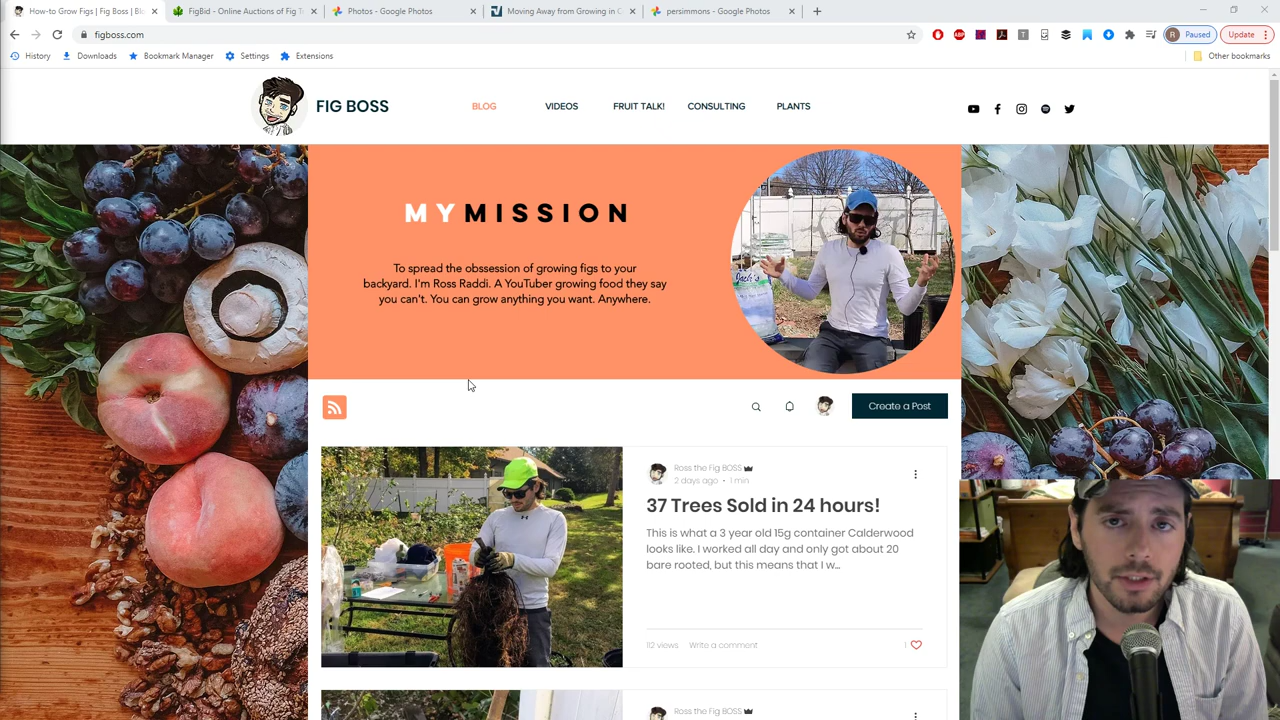 How-to Grow Figs | Fig Boss | Blo
FigBid - Online Auctions of Fig T
Photos - Google Photos
Moving Away from Growing in C
persimmons - Google Photos
figboss.com
R Paused
Update
History
Downloads
Bookmark Manager
Settings
Extensions
Other bookmarks
FIG BOSS
BLOG
VIDEOS
FRUIT TALK!
CONSULTING
PLANTS
MY MISSION
To spread the obssession of growing figs to your
backyard. I'm Ross Raddi. A YouTuber growing food they say
you can't. You can grow anything you want. Anywhere.
Jack's
Create a Post
Ross the Fig BOSS
2 days ago • 1 min
37 Trees Sold in 24 hours!
This is what a 3 year old 15g container Calderwood
looks like. I worked all day and only got about 20
bare rooted, but this means that I w...
112 views
Write a comment
1
Ross the Fig BOSS